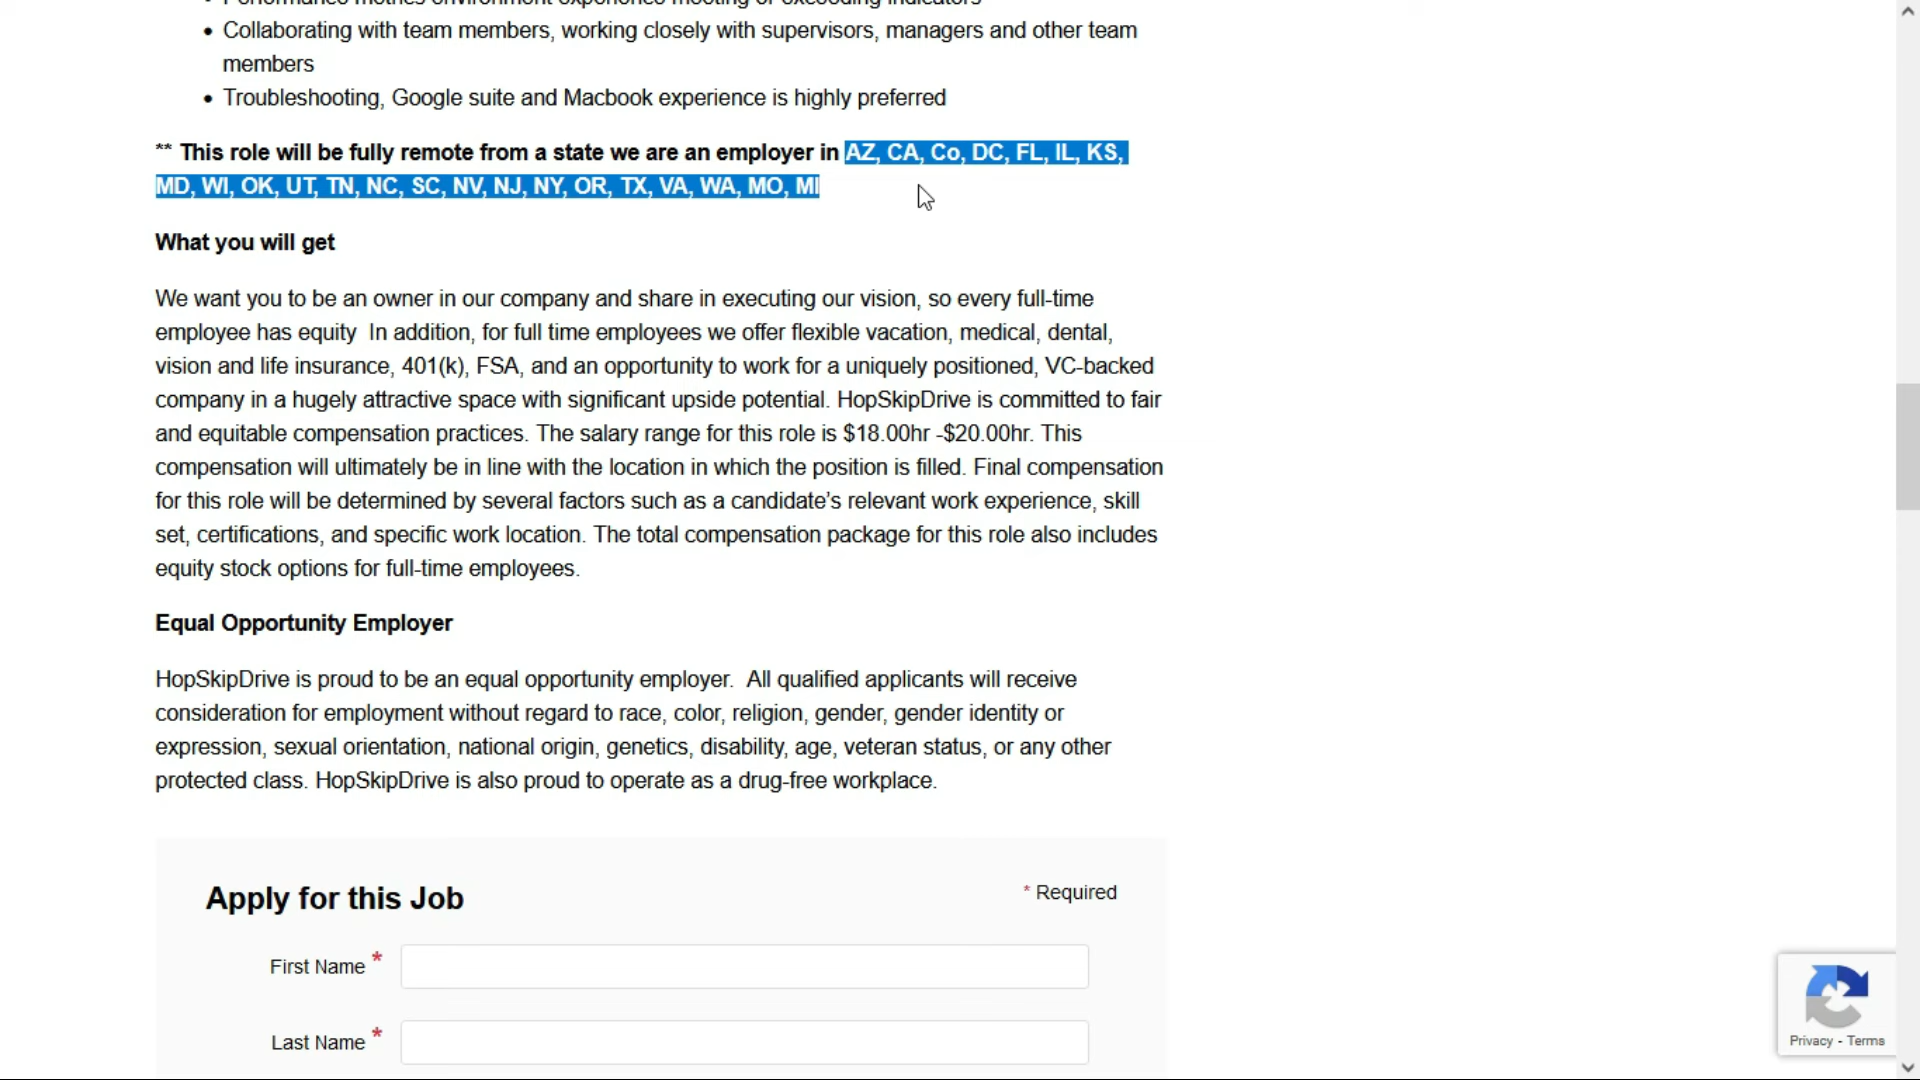 Performance metrics environment experience meeting or exceeding indicators
• Collaborating with team members, working closely with supervisors, managers and other team
members
• Troubleshooting, Google suite and Macbook experience is highly preferred
** This role will be fully remote from a state we are an employer in AZ, CA, Co, DC, FL, IL, KS,
MD, WI, OK, UT, TN, NC, SC, NV, NJ, NY, OR, TX, VA, WA, MO, MI
What you will get
We want you to be an owner in our company and share in executing our vision, so every full-time
employee has equity  In addition, for full time employees we offer flexible vacation, medical, dental,
vision and life insurance, 401(k), FSA, and an opportunity to work for a uniquely positioned, VC-backed
company in a hugely attractive space with significant upside potential. HopSkipDrive is committed to fair
and equitable compensation practices. The salary range for this role is $18.00hr -$20.00hr. This
compensation will ultimately be in line with the location in which the position is filled. Final compensation
for this role will be determined by several factors such as a candidate’s relevant work experience, skill
set, certifications, and specific work location. The total compensation package for this role also includes
equity stock options for full-time employees.
Equal Opportunity Employer
HopSkipDrive is proud to be an equal opportunity employer.  All qualified applicants will receive
consideration for employment without regard to race, color, religion, gender, gender identity or
expression, sexual orientation, national origin, genetics, disability, age, veteran status, or any other
protected class. HopSkipDrive is also proud to operate as a drug-free workplace.
Apply for this Job
* Required
First Name *
Last Name *
Privacy - Terms